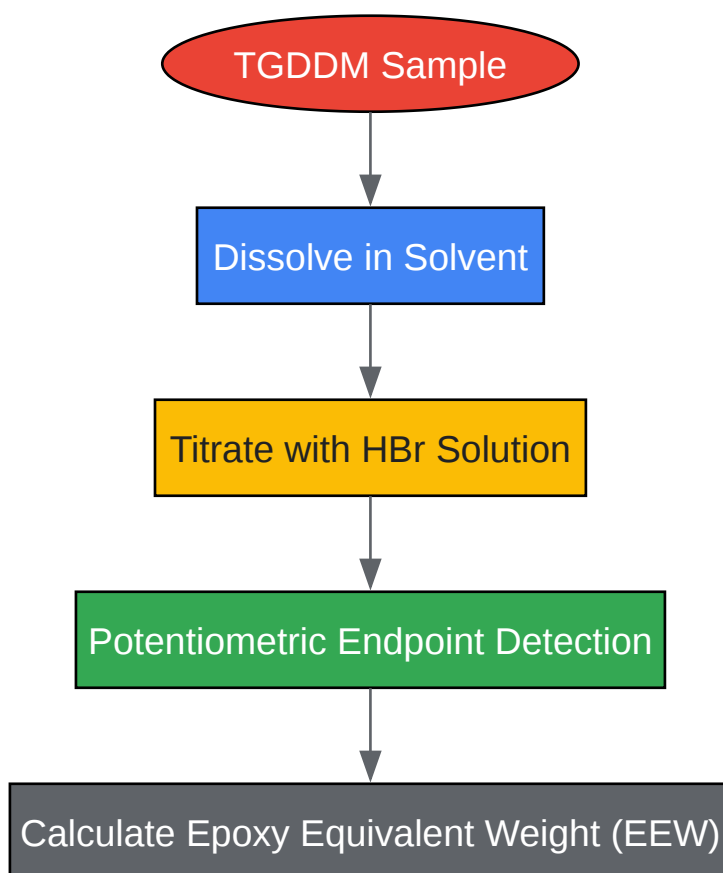 TGDDM Sample
Dissolve in Solvent
Titrate with HBr Solution
Potentiometric Endpoint Detection
Calculate Epoxy Equivalent Weight (EEW)